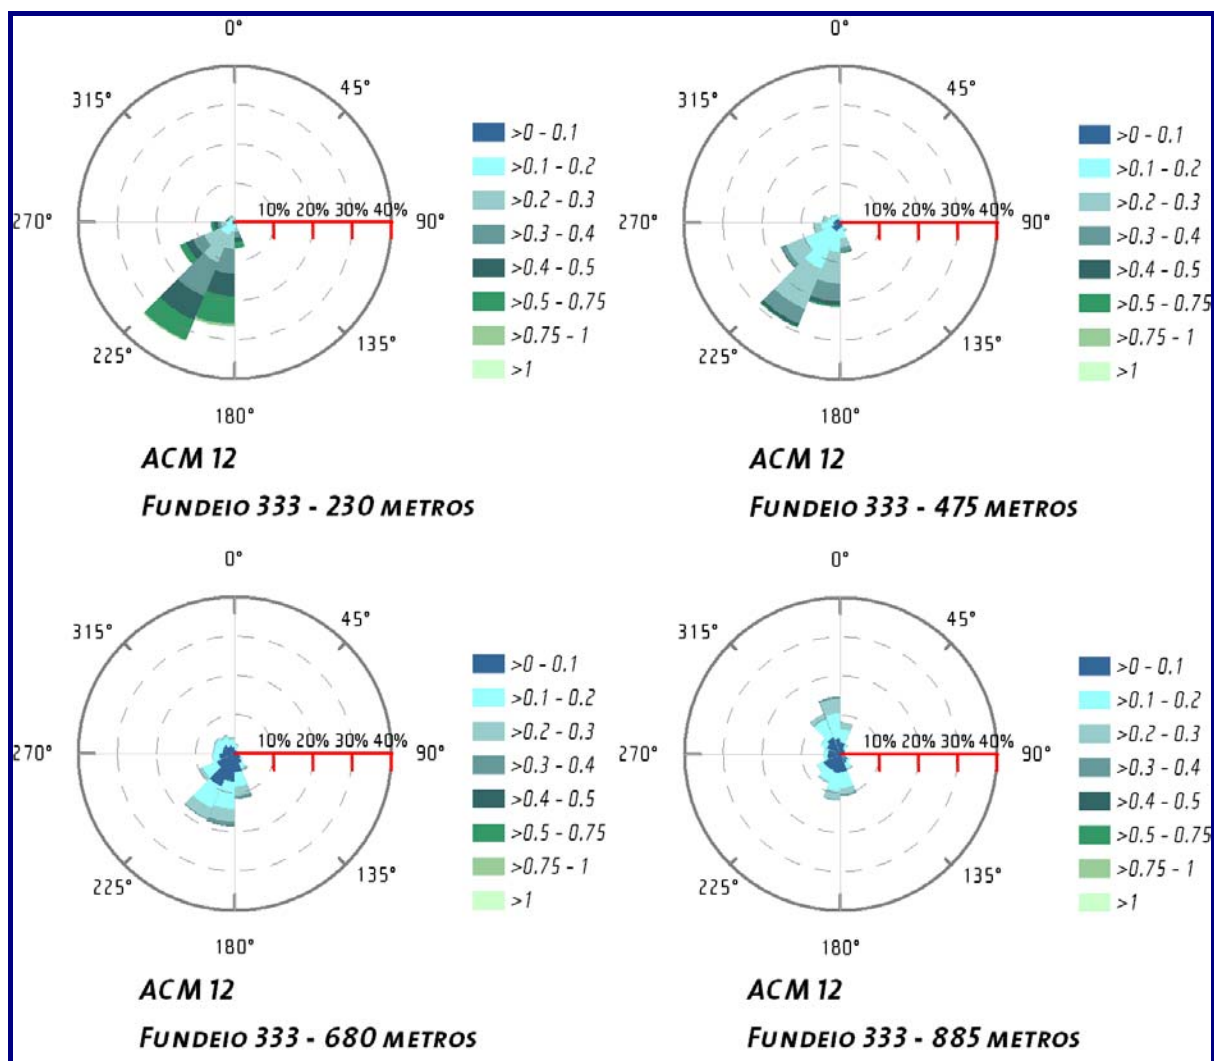 0°
45°
90°
135°
180°
225°
270°
315°
10% 20% 30% 40%
>0 - 0.1
>0.1 - 0.2
>0.2 - 0.3
>0.3 - 0.4
>0.4 - 0.5
>0.5 - 0.75
>0.75 - 1
>1
ACM 12
FUNDEIO 333 - 230 METROS
0°
45°
90°
135°
180°
225°
270°
315°
10% 20% 30% 40%
>0 - 0.1
>0.1 - 0.2
>0.2 - 0.3
>0.3 - 0.4
>0.4 - 0.5
>0.5 - 0.75
>0.75 - 1
>1
ACM 12
FUNDEIO 333 - 475 METROS
0°
45°
90°
135°
180°
225°
270°
315°
10% 20% 30% 40%
>0 - 0.1
>0.1 - 0.2
>0.2 - 0.3
>0.3 - 0.4
>0.4 - 0.5
>0.5 - 0.75
>0.75 - 1
>1
ACM 12
FUNDEIO 333 - 680 METROS
0°
45°
90°
135°
180°
225°
270°
315°
10% 20% 30% 40%
>0 - 0.1
>0.1 - 0.2
>0.2 - 0.3
>0.3 - 0.4
>0.4 - 0.5
>0.5 - 0.75
>0.75 - 1
>1
ACM 12
FUNDEIO 333 - 885 METROS